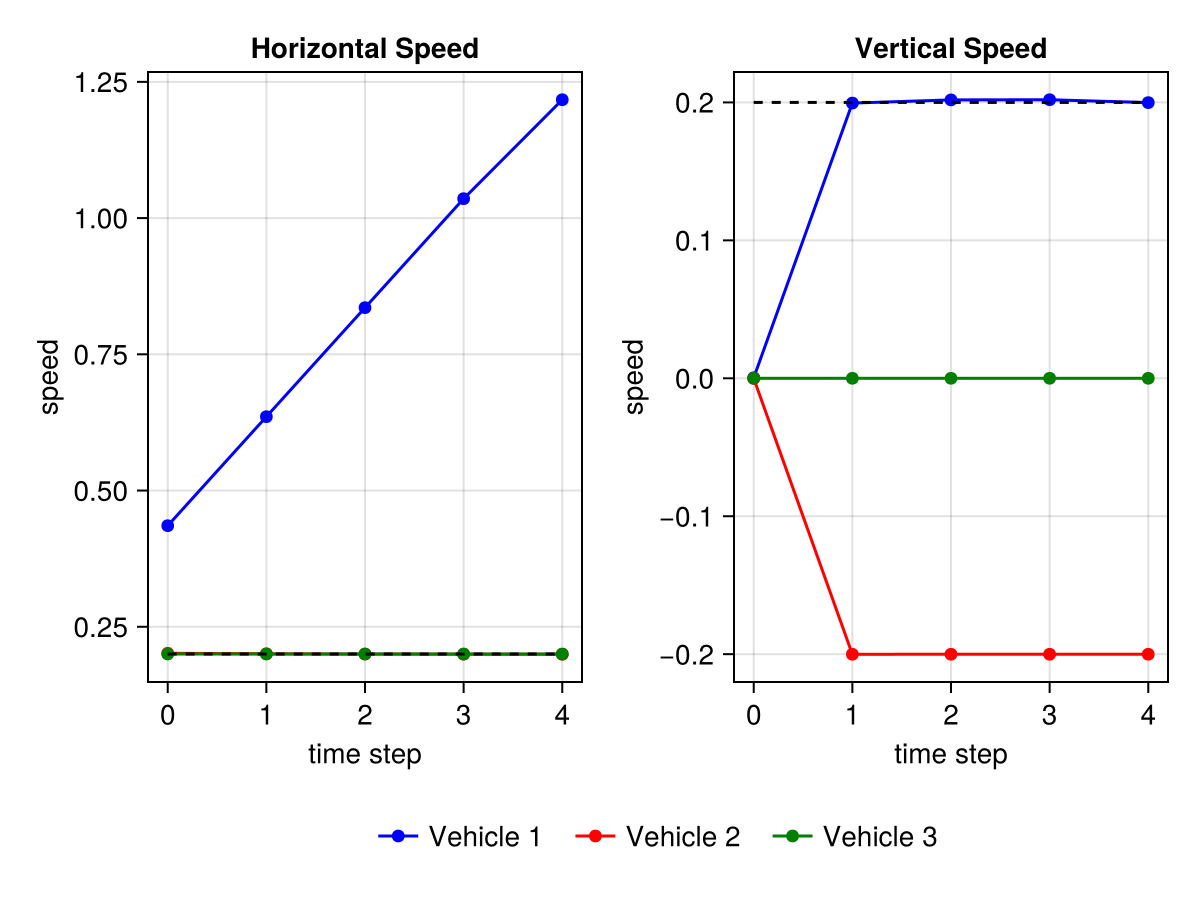 Horizontal Speed
1.25
1.00
0.75
0.50
0.25
speed
0 1 2 3 4
time step
Vertical Speed
0.2
0.1
0.0
−0.1
−0.2
speed
0 1 2 3 4
time step
Vehicle 1 Vehicle 2 Vehicle 3